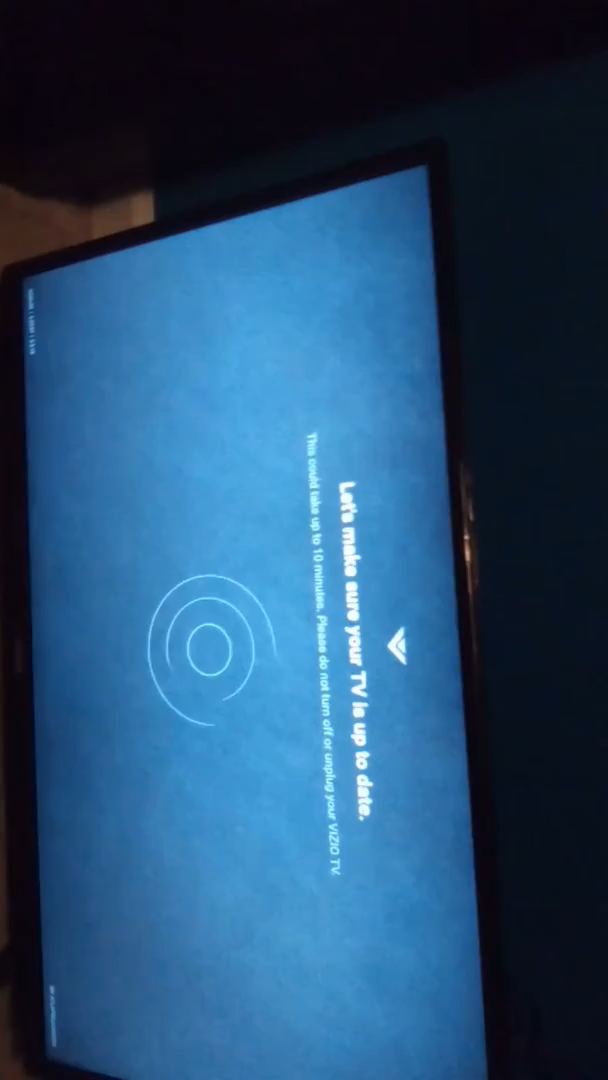 Let's make sure your TV is up to date.
This could take up to 10 minutes. Please do not turn off or unplug your VIZIO TV.